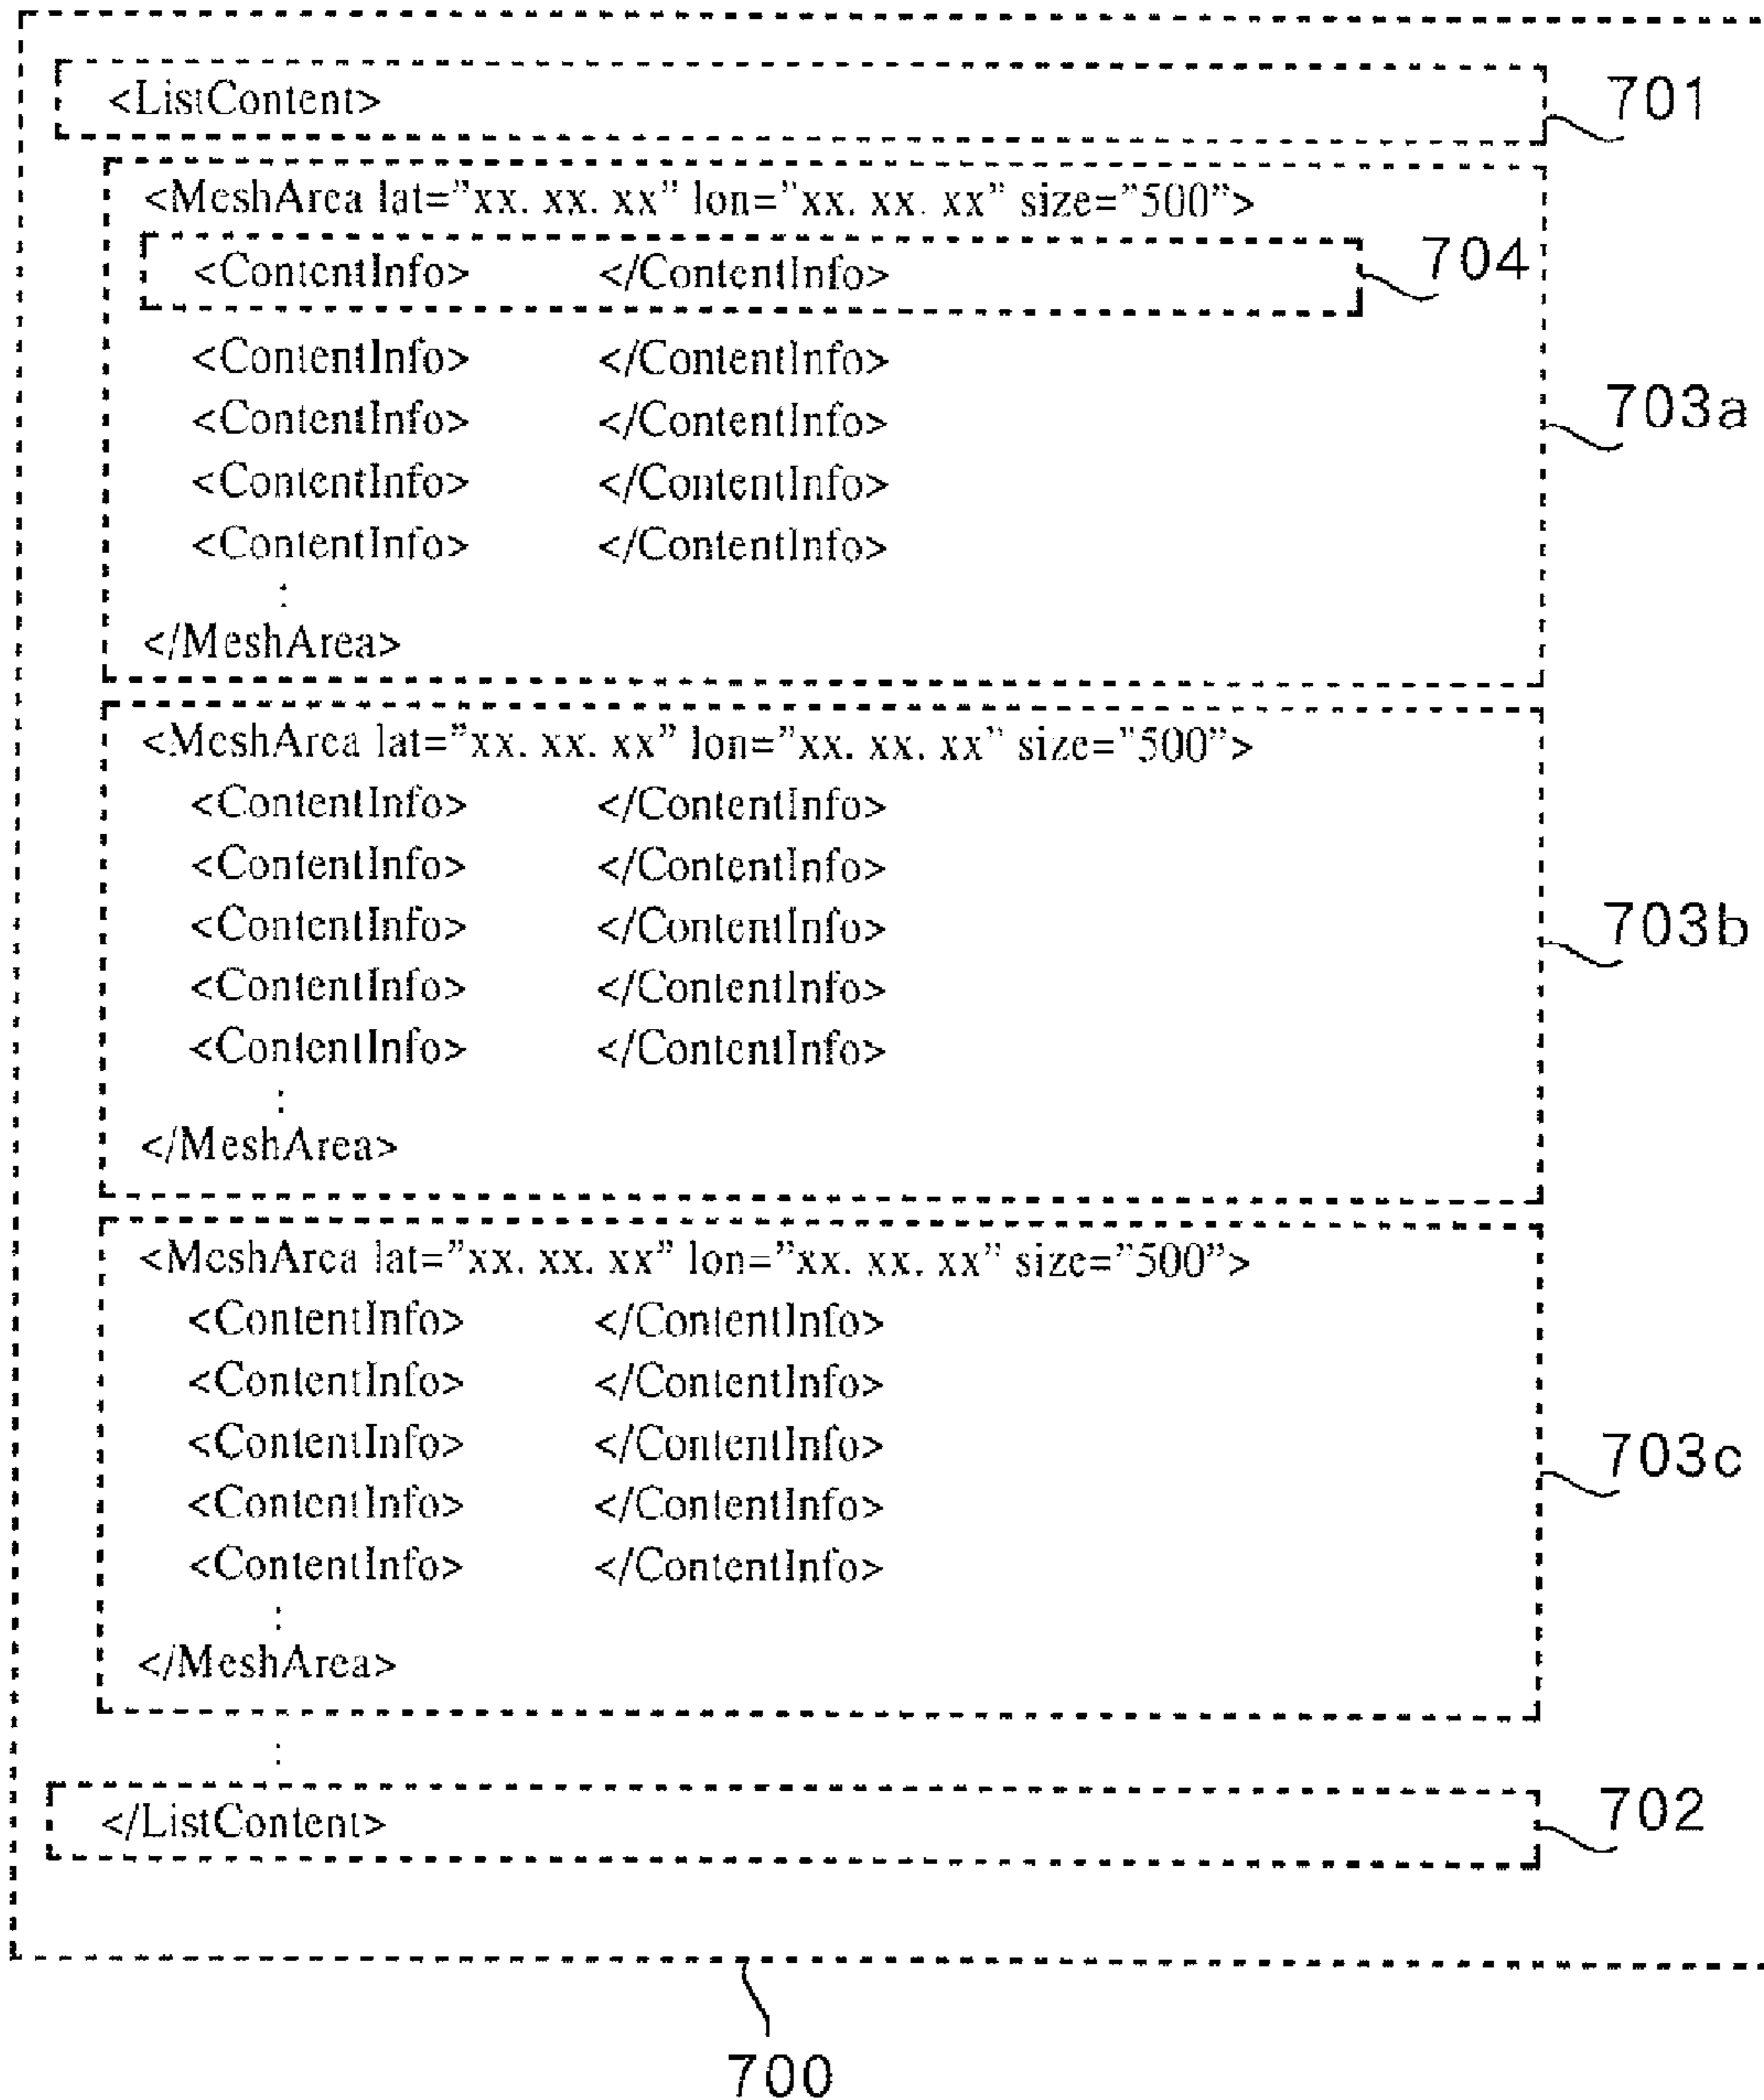 <ListContent> 701
<MeshArea lat=”xx. xx. xx” lon=”xx. xx. xx” size=”500”>
<ContentInfo> </ContentInfo> 704
<ContentInfo> </ContentInfo>
<ContentInfo> </ContentInfo> 703a
<ContentInfo> </ContentInfo>
<ContentInfo> </ContentInfo>
:
</MeshArea>
<MeshArea lat=”xx. xx. xx” lon=”xx. xx. xx” size=”500”>
<ContentInfo> </ContentInfo>
<ContentInfo> </ContentInfo>
<ContentInfo> </ContentInfo> 703b
<ContentInfo> </ContentInfo>
<ContentInfo> </ContentInfo>
:
</MeshArea>
<MeshArea lat=”xx. xx. xx” lon=”xx. xx. xx” size=”500”>
<ContentInfo> </ContentInfo>
<ContentInfo> </ContentInfo>
<ContentInfo> </ContentInfo> 703c
<ContentInfo> </ContentInfo>
<ContentInfo> </ContentInfo>
:
</MeshArea>
:
</ListContent> 702
700